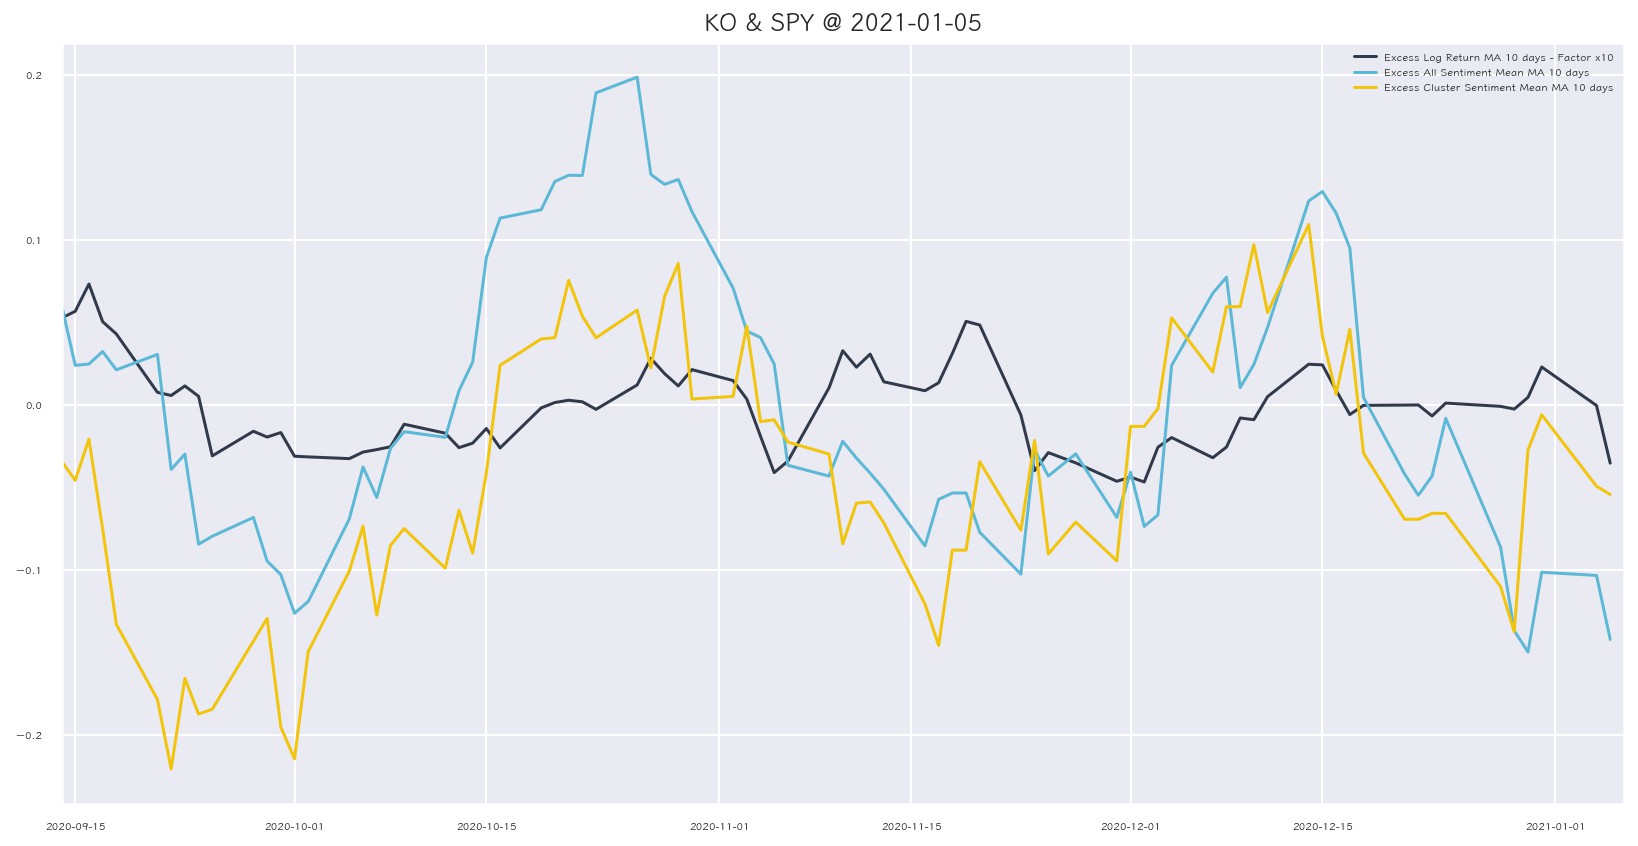 KO & SPY @ 2021-01-05
Excess Log Return MA 10 days - Factor x10
Excess All Sentiment Mean MA 10 days
Excess Cluster Sentiment Mean MA 10 days
0.2
0.1
0.0
−0.1
−0.2
2020-09-15 2020-10-01 2020-10-15 2020-11-01 2020-11-15 2020-12-01 2020-12-15 2021-01-01